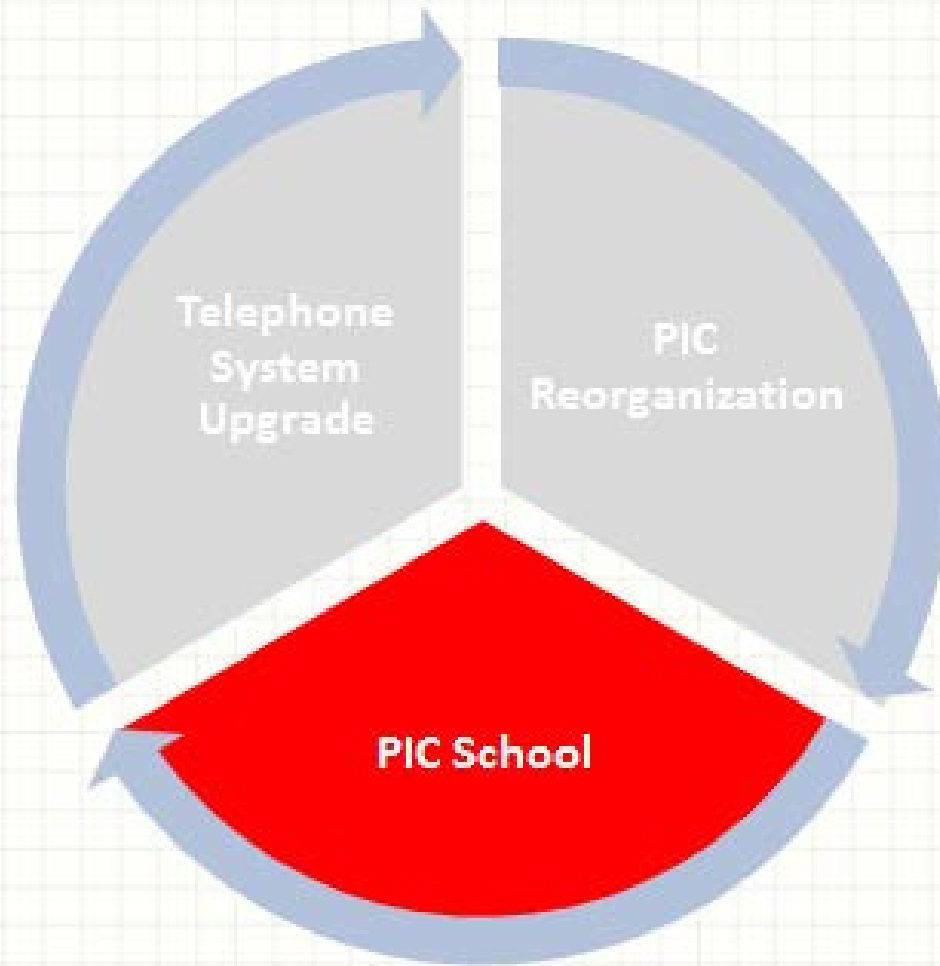 Telephone
System
Upgrade
PIC
Reorganization
PIC School